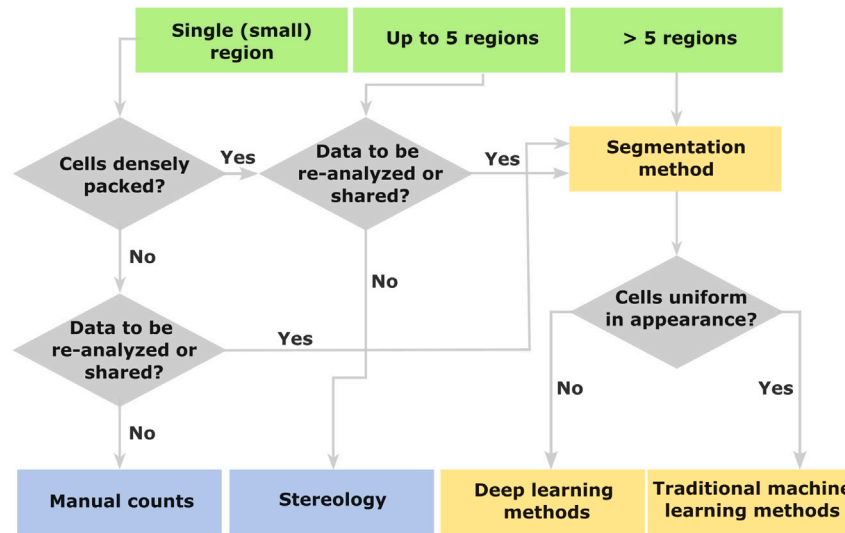 Single (small)
region
Up to 5 regions
> 5 regions
Cells densely
packed?
Yes
Data to be
re-analyzed or
shared?
Yes
Segmentation
method
No
No
Cells uniform
in appearance?
Data to be
re-analyzed or
shared?
Yes
No
Yes
No
Manual counts
Stereology
Deep learning
methods
Traditional machine
learning methods